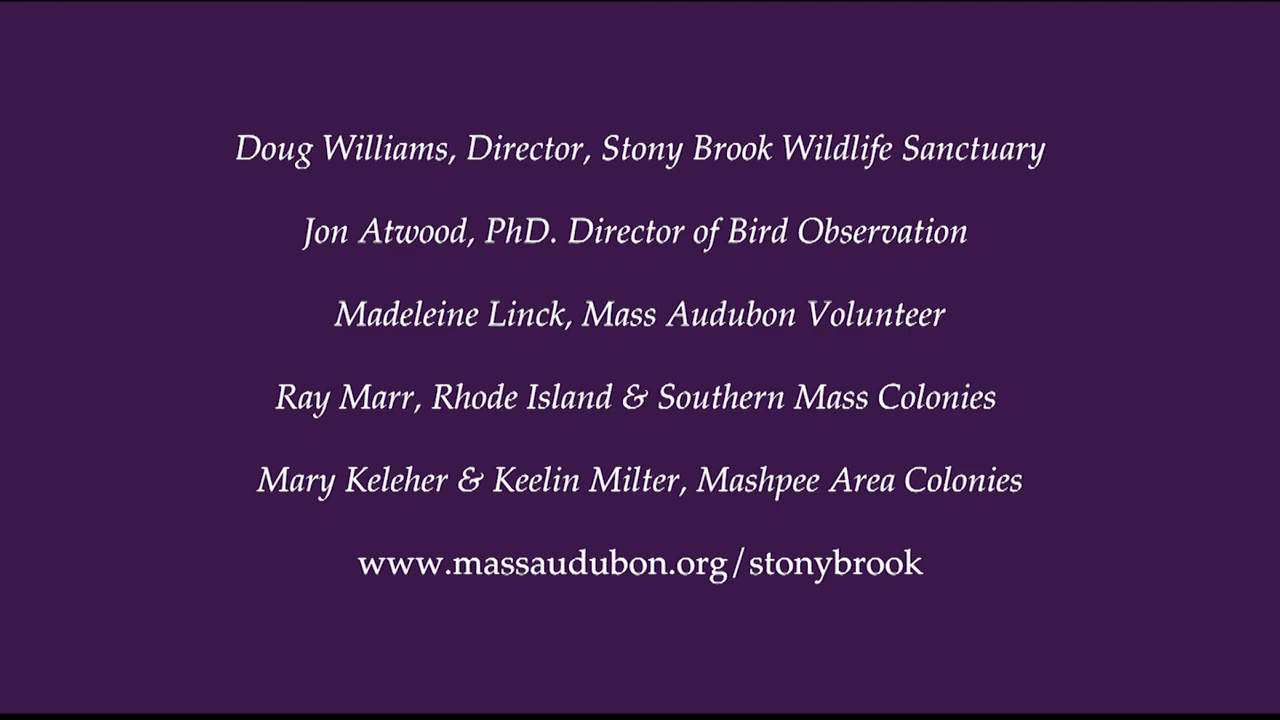 Doug Williams, Director, Stony Brook Wildlife Sanctuary
Jon Atwood, PhD. Director of Bird Observation
Madeleine Linck, Mass Audubon Volunteer
Ray Marr, Rhode Island & Southern Mass Colonies
Mary Keleher & Keelin Milter, Mashpee Area Colonies
www.massaudubon.org/stonybrook